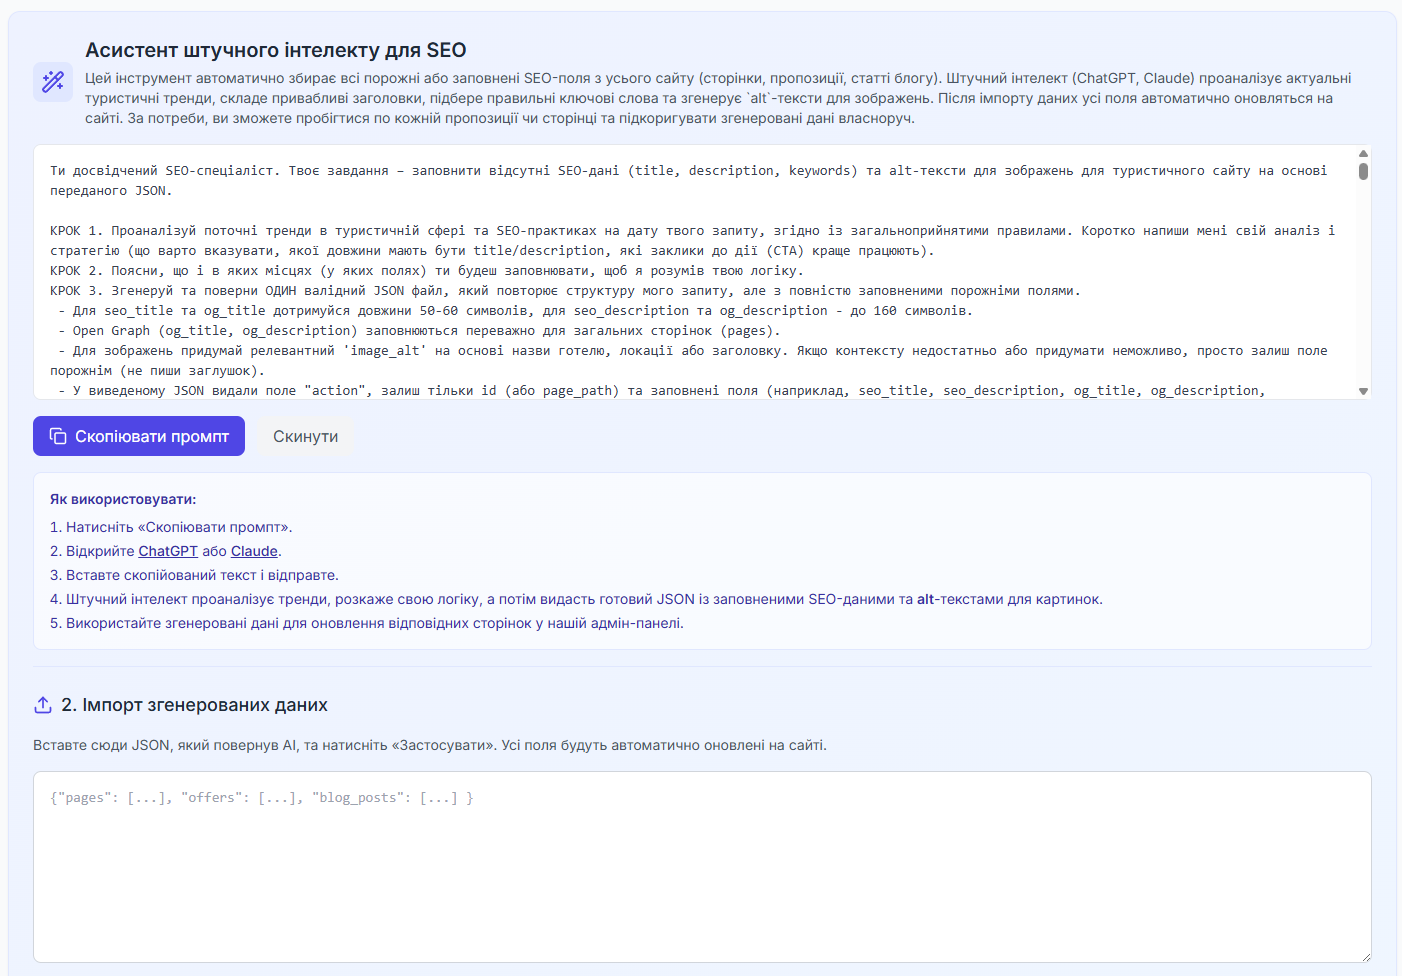 Асистент штучного інтелекту для SEO
Цей інструмент автоматично збирає всі порожні або заповнені SEO-поля з усього сайту (сторінки, пропозиції, статті блогу). Штучний інтелект (ChatGPT, Claude) проаналізує актуальні
туристичні тренди, складе привабливі заголовки, підбере правильні ключові слова та згенерує `alt`-тексти для зображень. Після імпорту даних усі поля автоматично оновляться на
сайті. За потреби, ви зможете пробігтися по кожній пропозиції чи сторінці та підкоригувати згенеровані дані власноруч.
Ти досвідчений SEO-спеціаліст. Твоє завдання – заповнити відсутні SEO-дані (title, description, keywords) та alt-тексти для зображень для туристичного сайту на основі
переданого JSON.
КРОК 1. Проаналізуй поточні тренди в туристичній сфері та SEO-практиках на дату твого запиту, згідно із загальноприйнятими правилами. Коротко напиши мені свій аналіз і
стратегію (що варто вказувати, якої довжини мають бути title/description, які заклики до дії (CTA) краще працюють).
КРОК 2. Поясни, що і в яких місцях (у яких полях) ти будеш заповнювати, щоб я розумів твою логіку.
КРОК 3. Згенеруй та поверни ОДИН валідний JSON файл, який повторює структуру мого запиту, але з повністю заповненими порожніми полями.
- Для seo_title та og_title дотримуйся довжини 50-60 символів, для seo_description та og_description - до 160 символів.
- Open Graph (og_title, og_description) заповнюються переважно для загальних сторінок (pages).
- Для зображень придумай релевантний 'image_alt' на основі назви готелю, локації або заголовку. Якщо контексту недостатньо або придумати неможливо, просто залиш поле
порожнім (не пиши заглушок).
- У виведеному JSON видали поле "action", залиш тільки id (або page_path) та заповнені поля (наприклад, seo_title, seo_description, og_title, og_description,
Скопіювати промпт
Скинути
Як використовувати:
1. Натисніть «Скопіювати промпт».
2. Відкрийте ChatGPT або Claude.
3. Вставте скопійований текст і відправте.
4. Штучний інтелект проаналізує тренди, розкаже свою логіку, а потім видасть готовий JSON із заповненими SEO-даними та alt-текстами для картинок.
5. Використайте згенеровані дані для оновлення відповідних сторінок у нашій адмін-панелі.
2. Імпорт згенерованих даних
Вставте сюди JSON, який повернув AI, та натисніть «Застосувати». Усі поля будуть автоматично оновлені на сайті.
{"pages": [...], "offers": [...], "blog_posts": [...] }